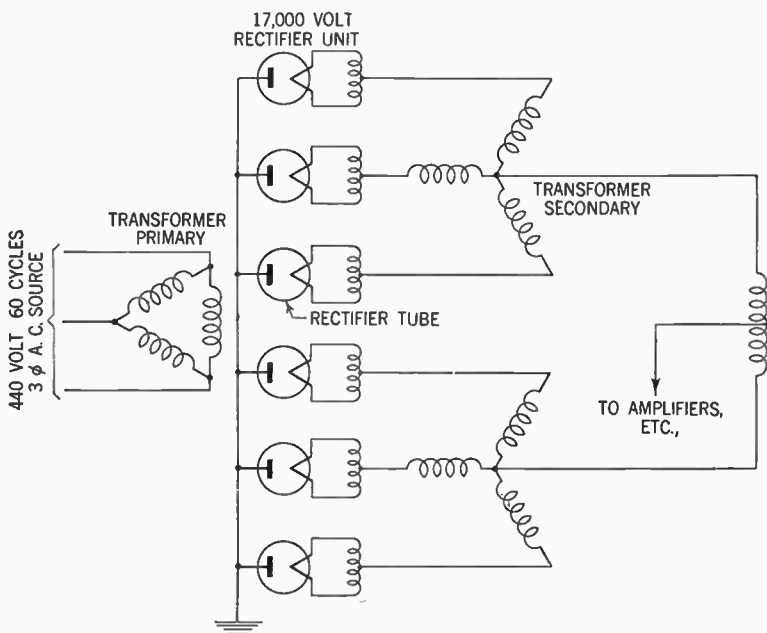 17,000 VOLT
RECTIFIER UNIT
TRANSFORMER
PRIMARY
440 VOLT 60 CYCLES
3 ϕ A. C. SOURCE
TRANSFORMER
SECONDARY
RECTIFIER TUBE
TO AMPLIFIERS,
ETC.,